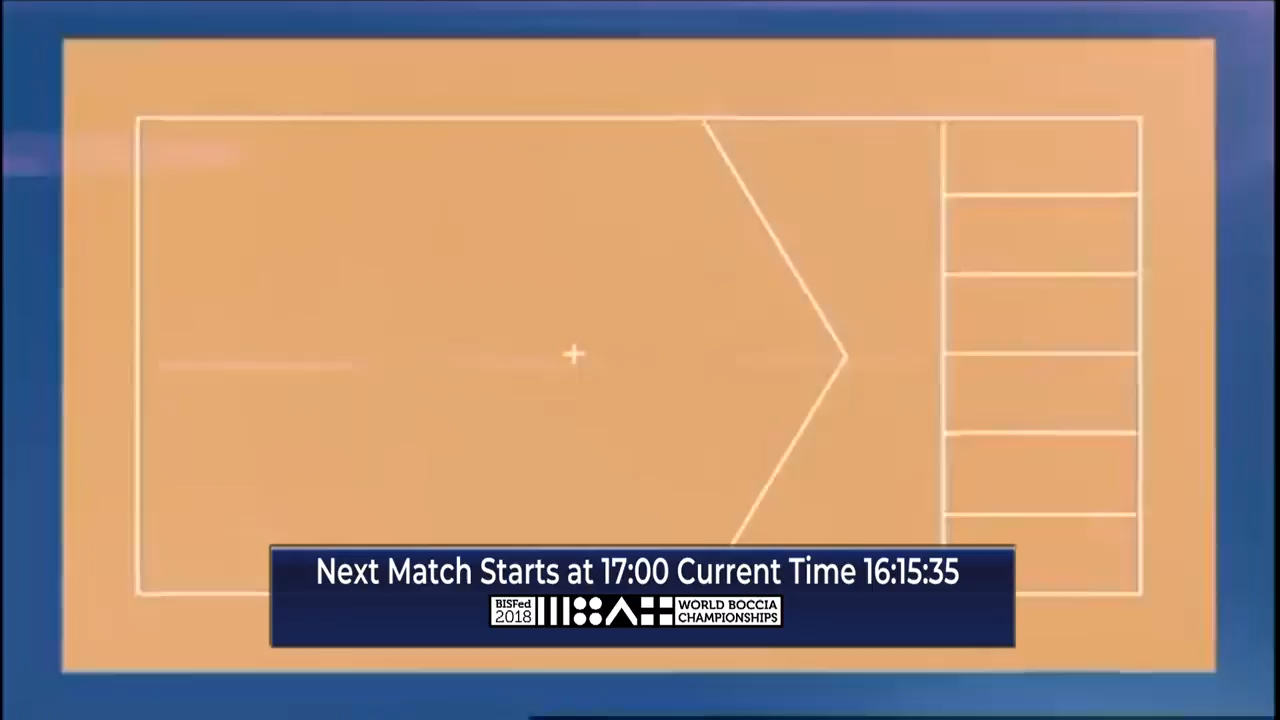 Next Match Starts at 17:00 Current Time 16:15:35
BISFed
2018
WORLD BOCCIA
CHAMPIONSHIPS